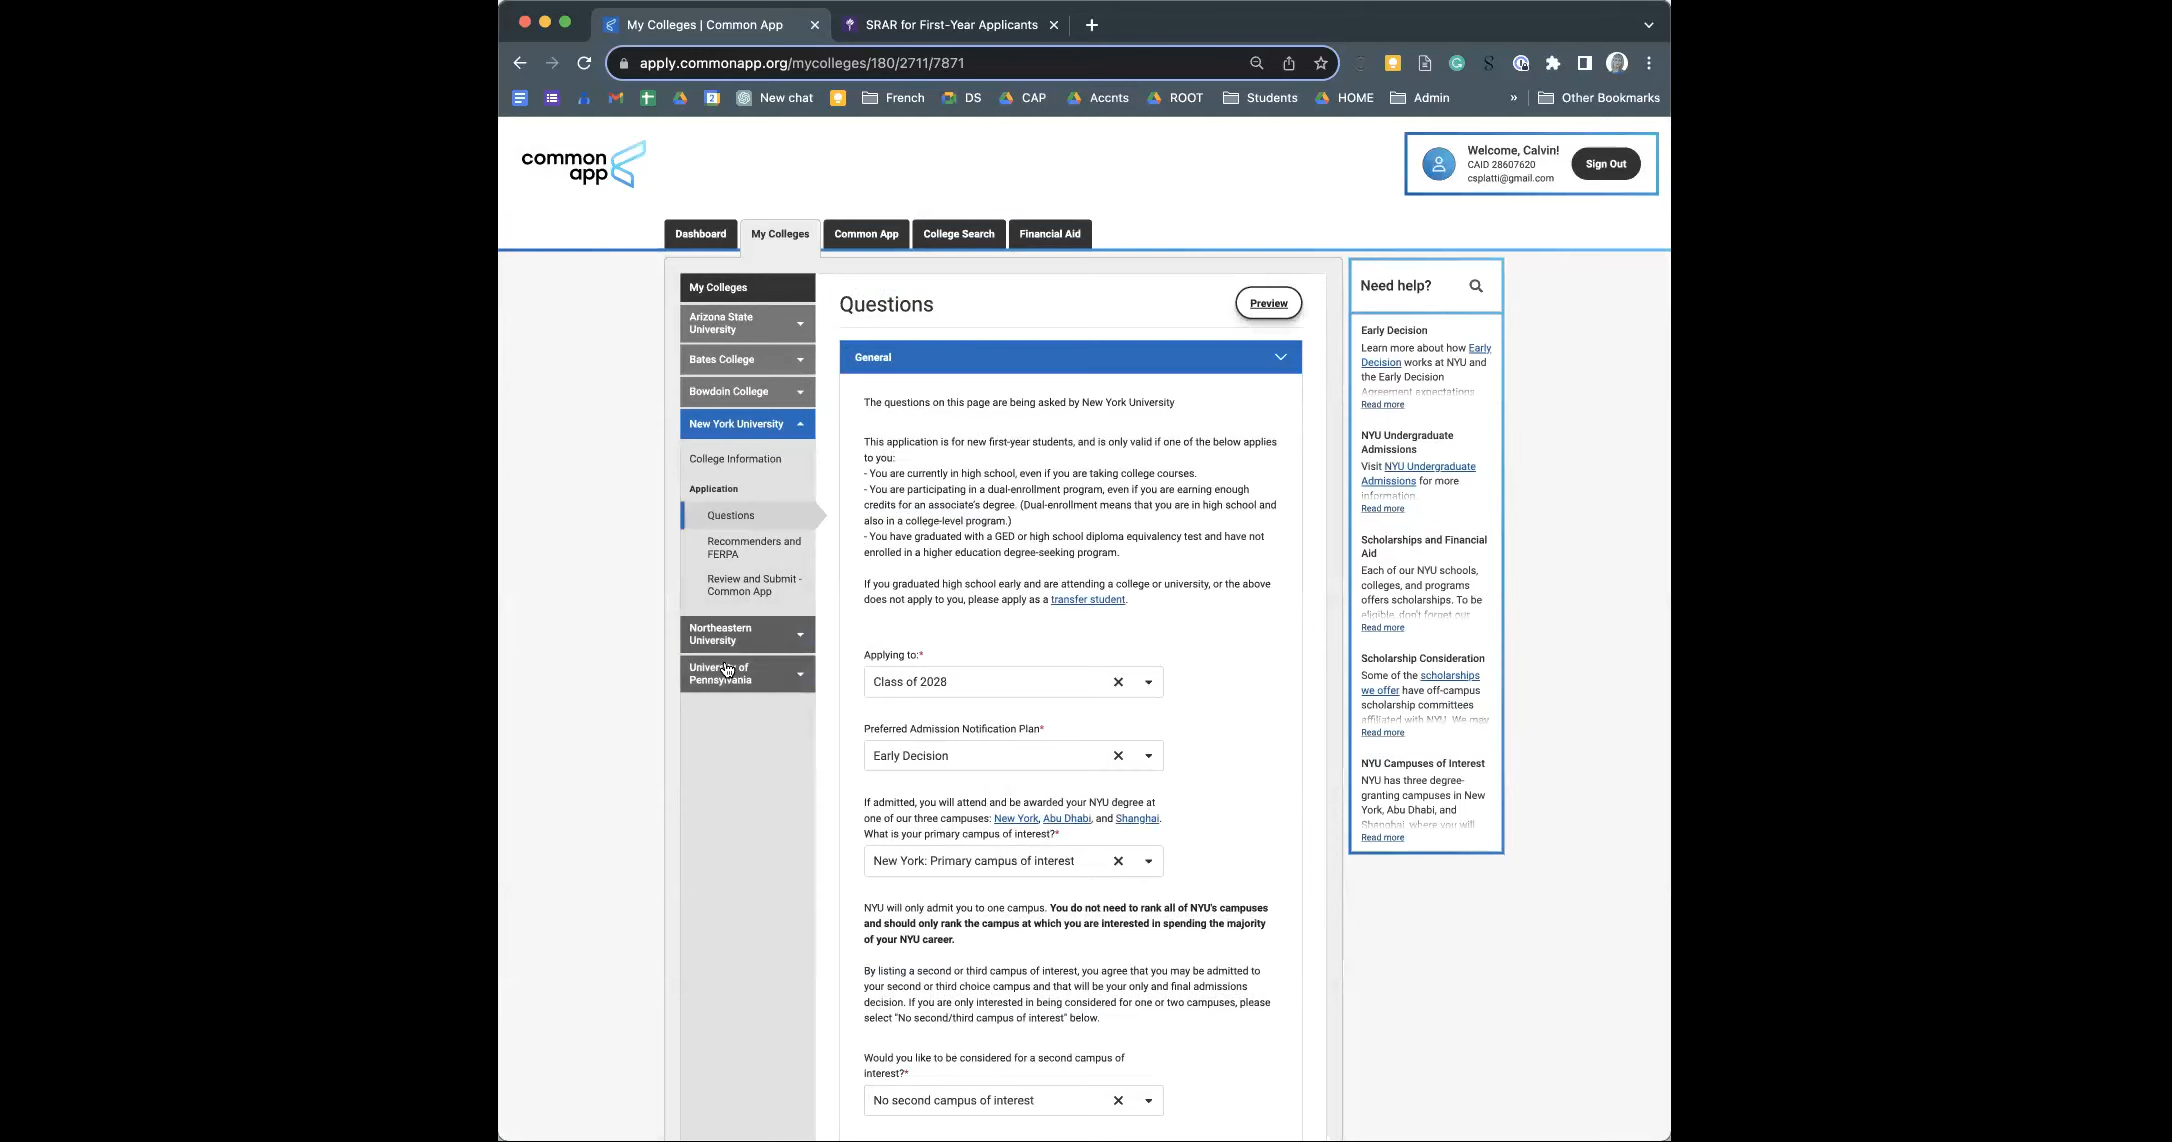 My Colleges | Common App
SRAR for First-Year Applicants
apply.commonapp.org/mycolleges/180/2711/7871
New chat
French
DS
CAP
Accnts
ROOT
Students
HOME
Admin
»
Other Bookmarks
common
app
Welcome, Calvin!
CAID 28607620
csplatti@gmail.com
Sign Out
Dashboard
My Colleges
Common App
College Search
Financial Aid
My Colleges
Arizona State
University
Bates College
Bowdoin College
New York University
College Information
Application
Questions
Recommenders and
FERPA
Review and Submit -
Common App
Northeastern
University
University of
Pennsylvania
Questions
Preview
General
The questions on this page are being asked by New York University
This application is for new first-year students, and is only valid if one of the below applies
to you:
- You are currently in high school, even if you are taking college courses.
- You are participating in a dual-enrollment program, even if you are earning enough
credits for an associate's degree. (Dual-enrollment means that you are in high school and
also in a college-level program.)
- You have graduated with a GED or high school diploma equivalency test and have not
enrolled in a higher education degree-seeking program.
If you graduated high school early and are attending a college or university, or the above
does not apply to you, please apply as a transfer student.
Applying to:*
Class of 2028
Preferred Admission Notification Plan*
Early Decision
If admitted, you will attend and be awarded your NYU degree at
one of our three campuses: New York, Abu Dhabi, and Shanghai.
What is your primary campus of interest?*
New York: Primary campus of interest
NYU will only admit you to one campus. You do not need to rank all of NYU's campuses
and should only rank the campus at which you are interested in spending the majority
of your NYU career.
By listing a second or third campus of interest, you agree that you may be admitted to
your second or third choice campus and that will be your only and final admissions
decision. If you are only interested in being considered for one or two campuses, please
select "No second/third campus of interest" below.
Would you like to be considered for a second campus of
interest?*
No second campus of interest
Need help?
Early Decision
Learn more about how Early
Decision works at NYU and
the Early Decision
Agreement expectations
Read more
NYU Undergraduate
Admissions
Visit NYU Undergraduate
Admissions for more
information.
Read more
Scholarships and Financial
Aid
Each of our NYU schools,
colleges, and programs
offers scholarships. To be
eligible, don't forget our
Read more
Scholarship Consideration
Some of the scholarships
we offer have off-campus
scholarship committees
affiliated with NYU. We may
Read more
NYU Campuses of Interest
NYU has three degree-
granting campuses in New
York, Abu Dhabi, and
Shanghai, where you will
Read more